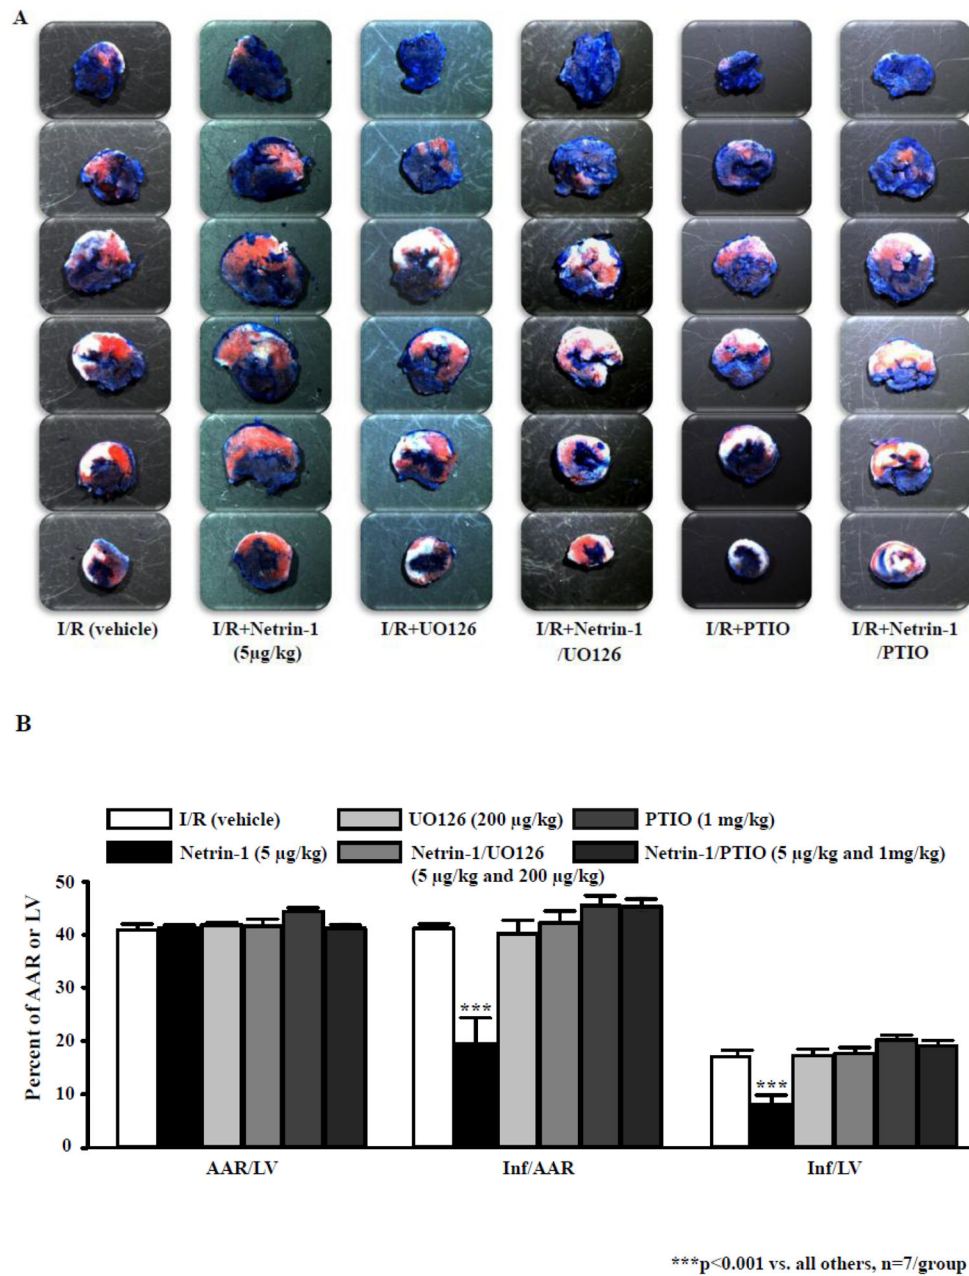 A
I/R (vehicle)
I/R+Netrin-1
(5µg/kg)
I/R+UO126
I/R+Netrin-1
/UO126
I/R+PTIO
I/R+Netrin-1
/PTIO
B
I/R (vehicle)
UO126 (200 µg/kg)
PTIO (1 mg/kg)
Netrin-1 (5 µg/kg)
Netrin-1/UO126
(5 µg/kg and 200 µg/kg)
Netrin-1/PTIO (5 µg/kg and 1mg/kg)
Percent of AAR or LV
50
40
30
20
10
0
***
***
AAR/LV
Inf/AAR
Inf/LV
***p<0.001 vs. all others, n=7/group